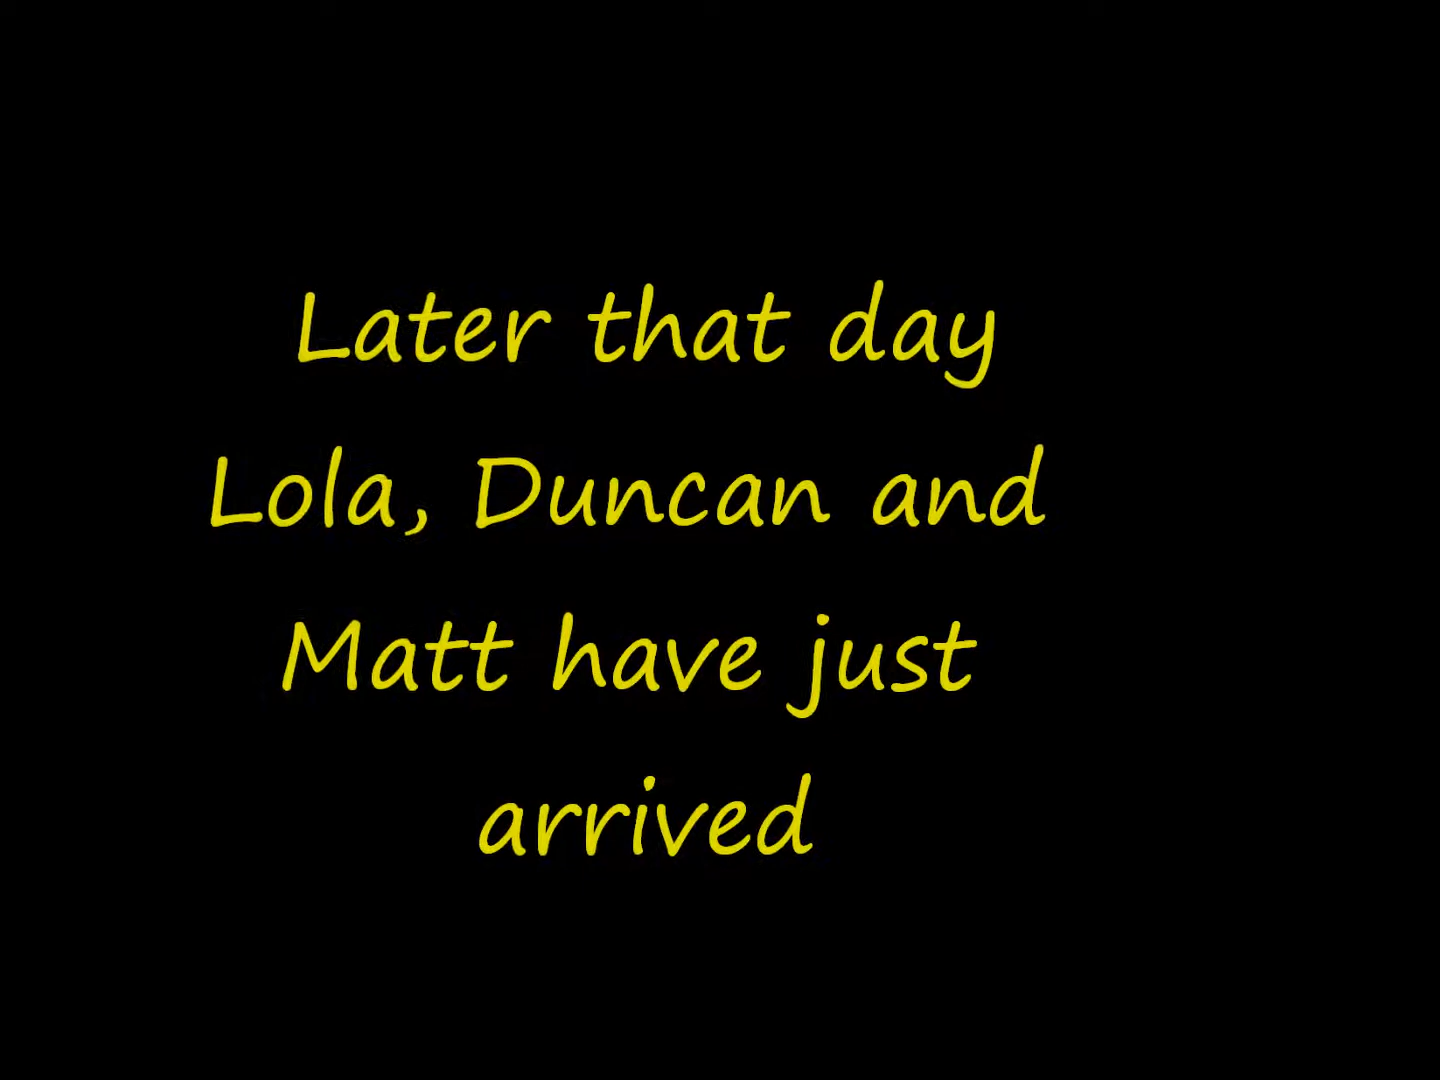 Later that day
Lola, Duncan and
Matt have just
arrived